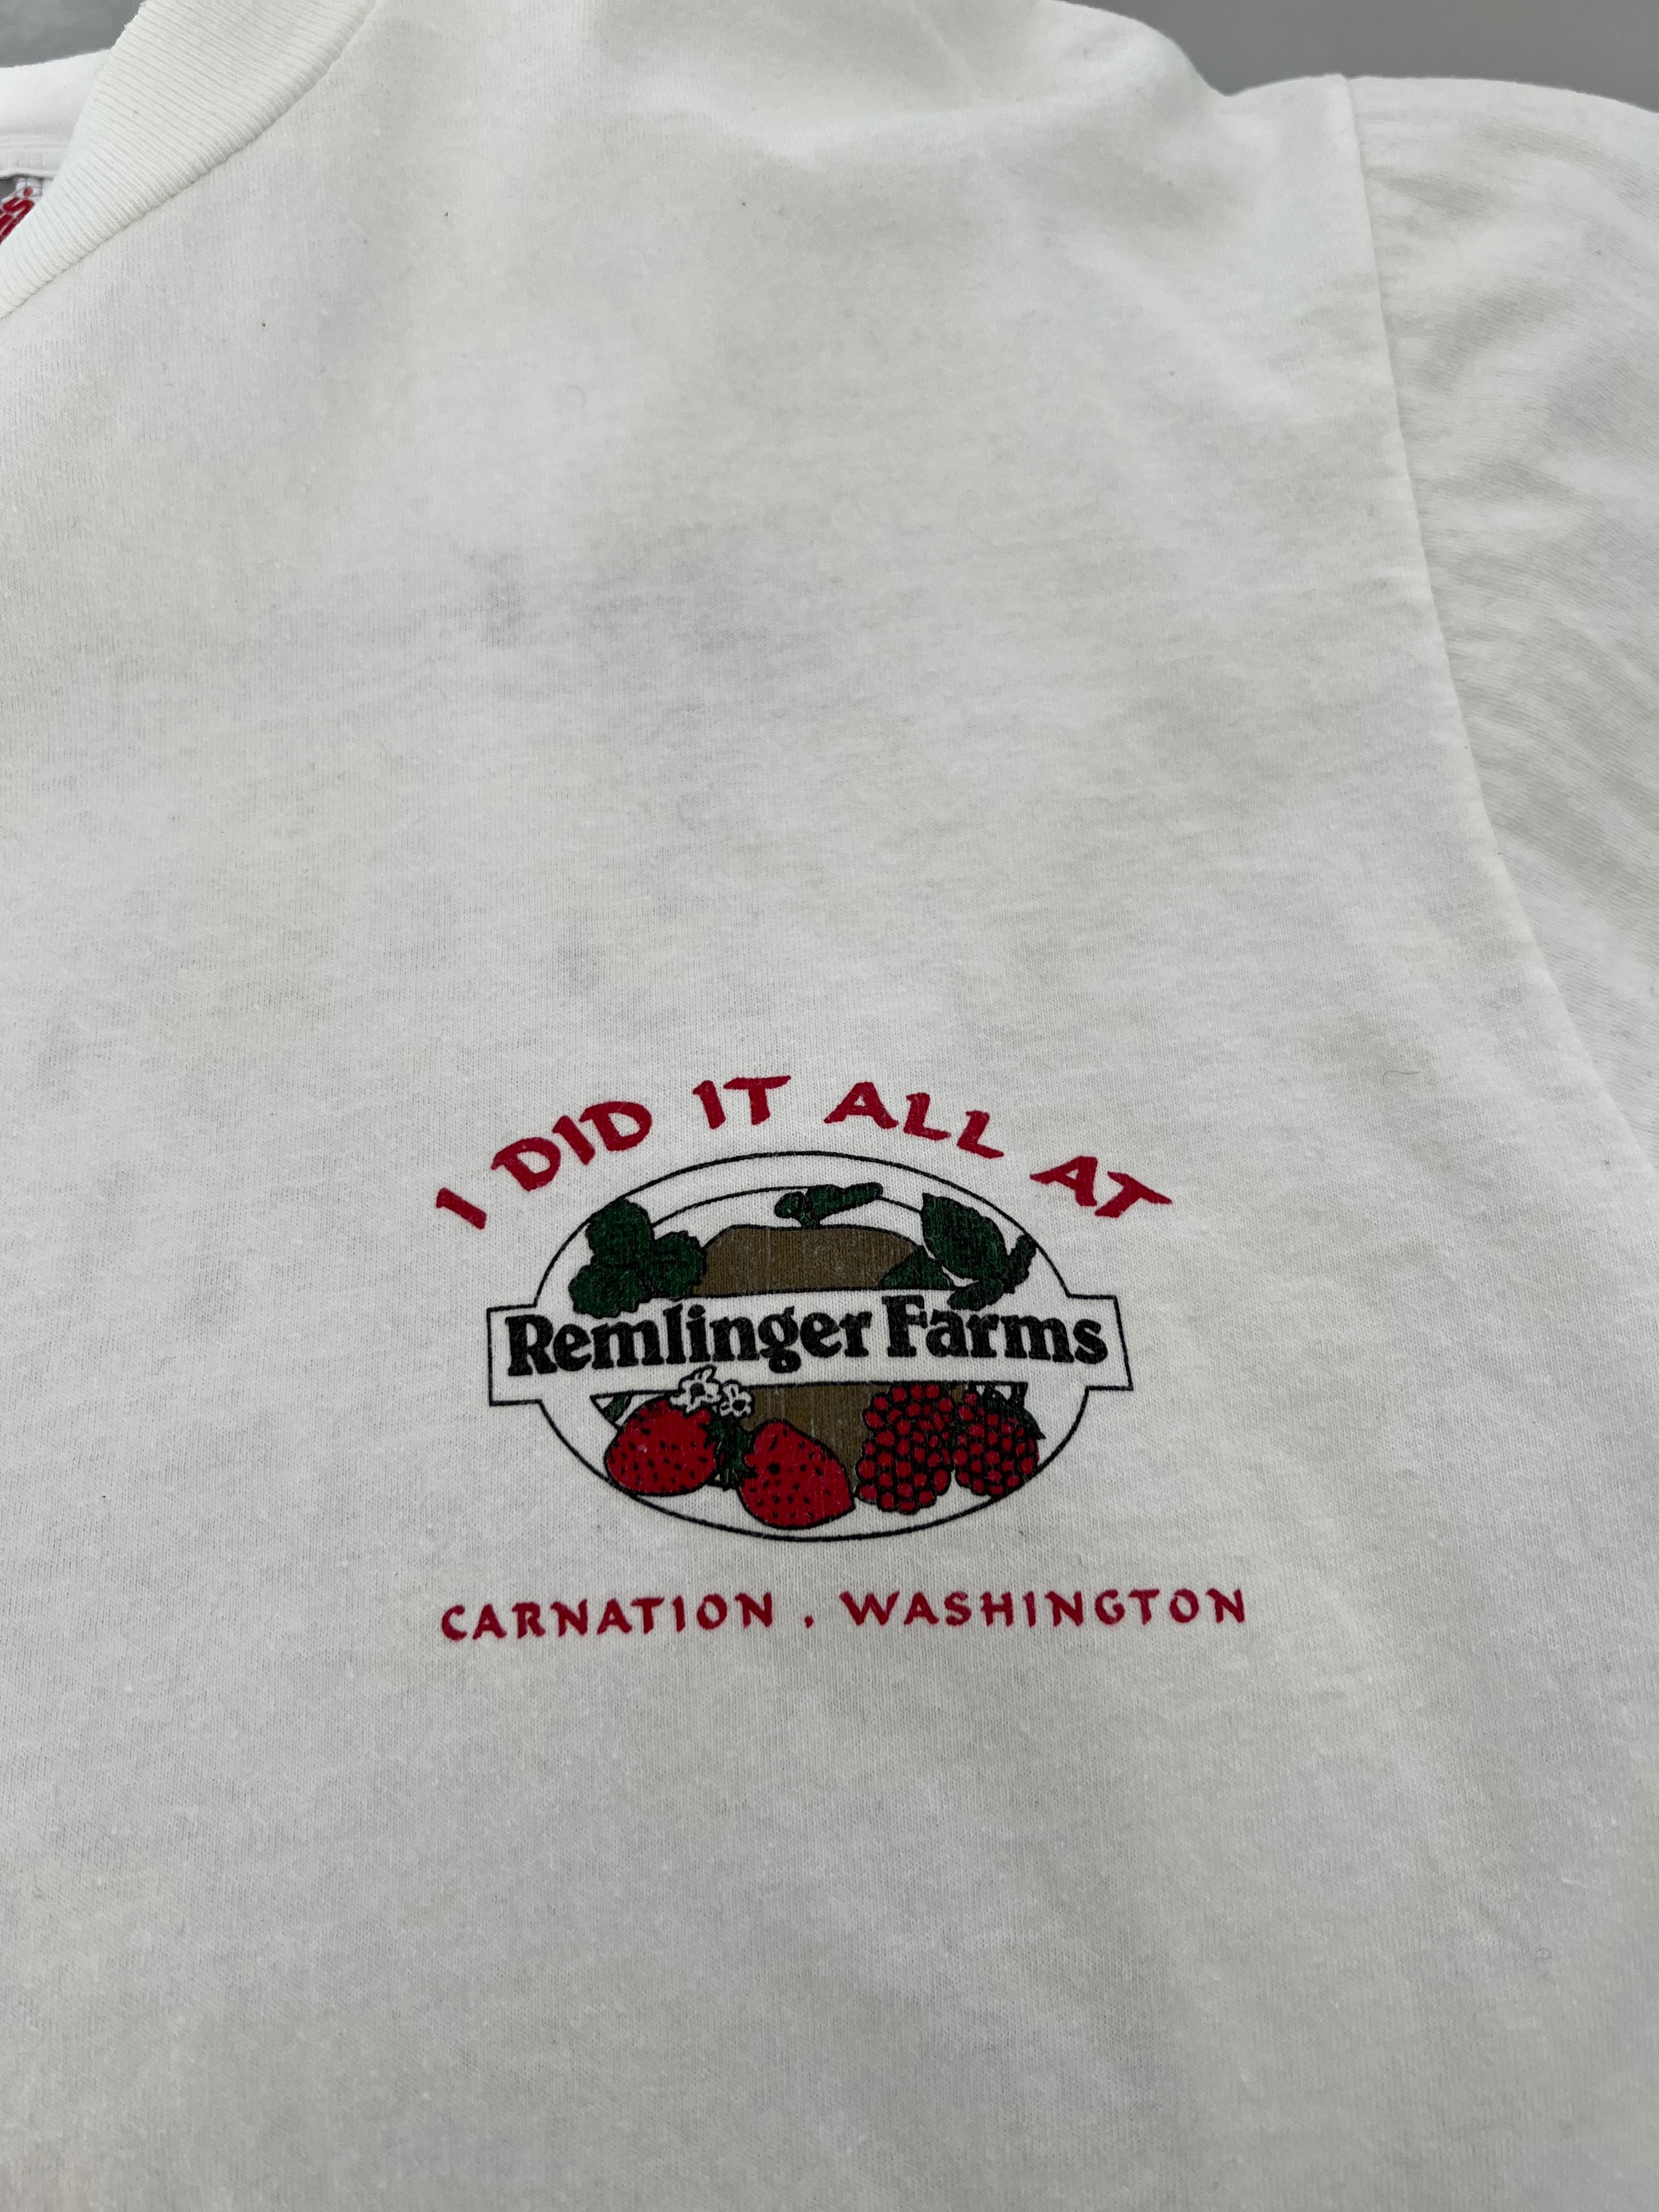 I DID IT ALL AT
Remlinger Farms
CARNATION . WASHINGTON